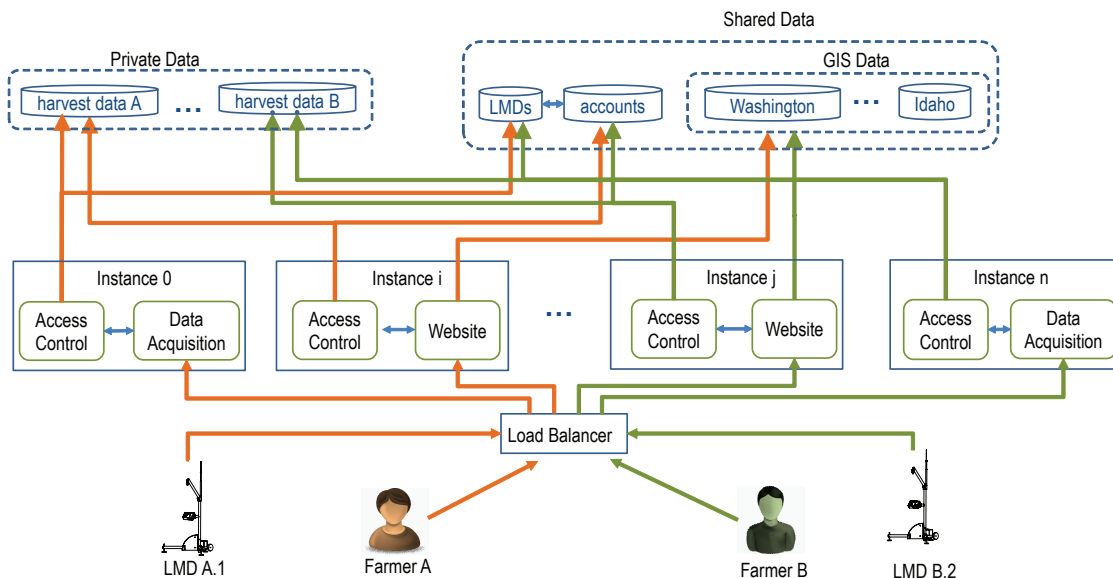 Shared Data
Private Data
GIS Data
harvest data A
...
harvest data B
LMDs
accounts
Washington
...
Idaho
Instance 0
Instance i
Instance j
Instance n
Access
Control
Data
Acquisition
Access
Control
Website
...
Access
Control
Website
Access
Control
Data
Acquisition
Load Balancer
LMD A.1
Farmer A
Farmer B
LMD B.2